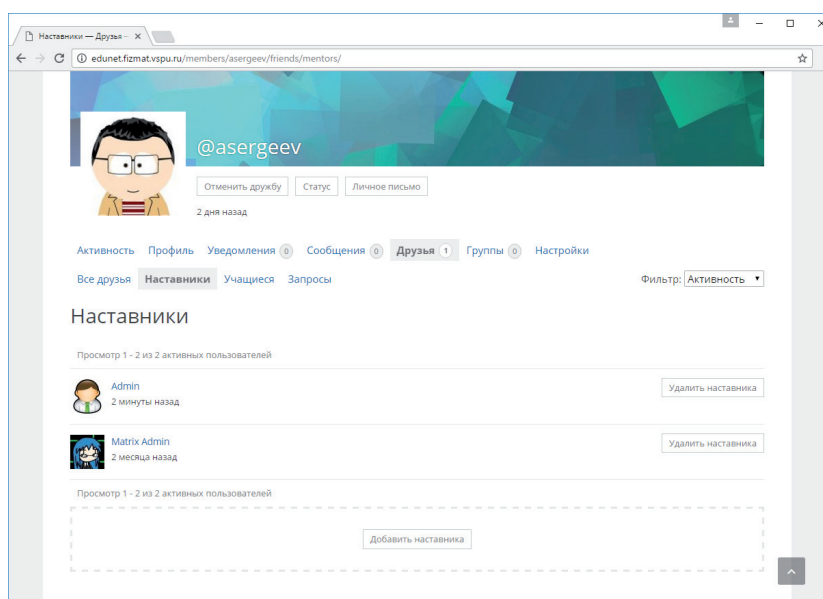 Наставники — Друзья –
edunet.fizmat.vspu.ru/members/asergeev/friends/mentors/
@asergeev
Отменить дружбу Статус Личное письмо
2 дня назад
Активность Профиль Уведомления 0 Сообщения 0 Друзья 1 Группы 0 Настройки
Все друзья Наставники Учащиеся Запросы Фильтр: Активность
Наставники
Просмотр 1 - 2 из 2 активных пользователей
Admin
2 минуты назад
Удалить наставника
Matrix Admin
2 месяца назад
Удалить наставника
Просмотр 1 - 2 из 2 активных пользователей
Добавить наставника